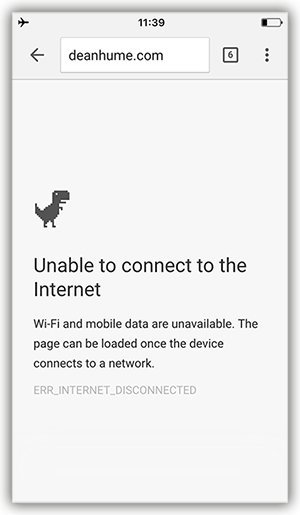 11:39
deanhume.com
6
Unable to connect to the
Internet
Wi-Fi and mobile data are unavailable. The
page can be loaded once the device
connects to a network.
ERR_INTERNET_DISCONNECTED